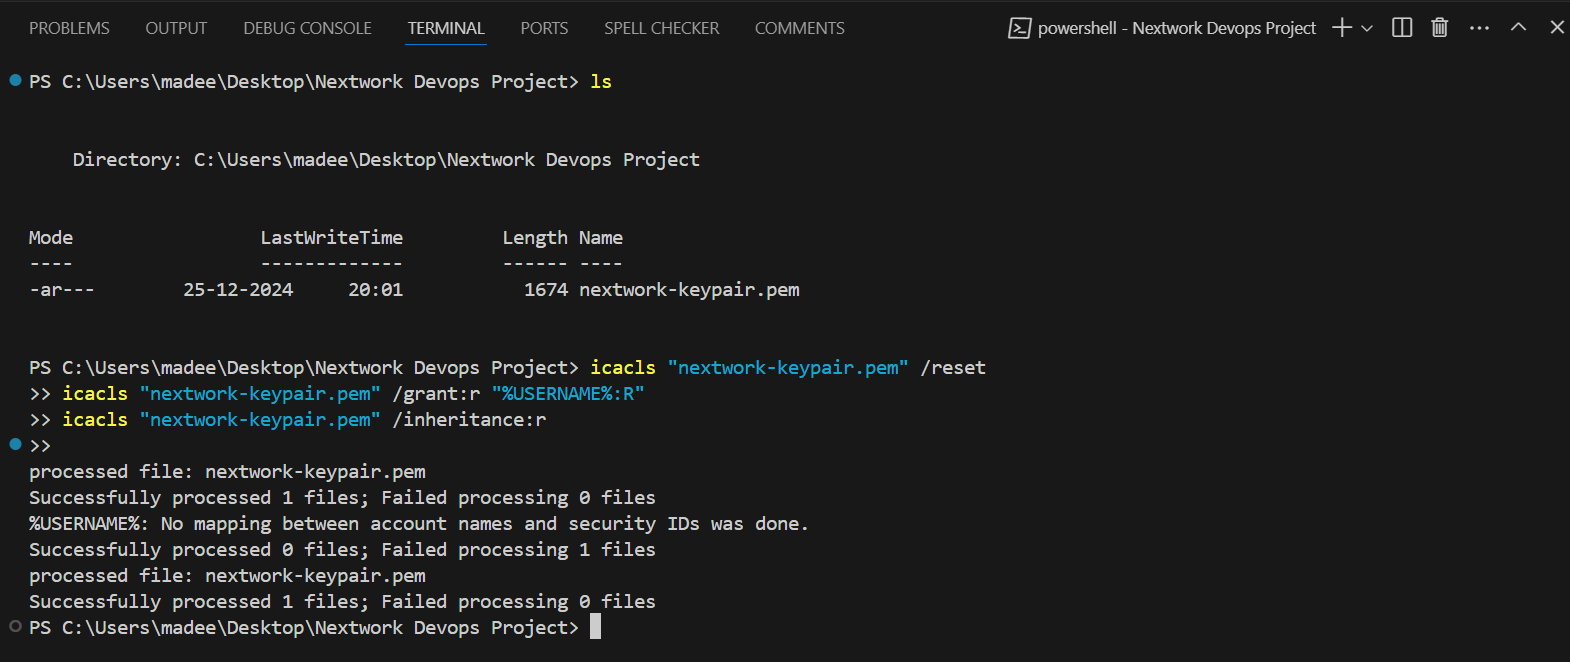 PROBLEMS OUTPUT DEBUG CONSOLE TERMINAL PORTS SPELL CHECKER COMMENTS powershell - Nextwork Devops Project
PS C:\Users\madee\Desktop\Nextwork Devops Project> ls
Directory: C:\Users\madee\Desktop\Nextwork Devops Project
Mode LastWriteTime Length Name
---- ------------- ------ ----
-ar--- 25-12-2024 20:01 1674 nextwork-keypair.pem
PS C:\Users\madee\Desktop\Nextwork Devops Project> icacls "nextwork-keypair.pem" /reset
>> icacls "nextwork-keypair.pem" /grant:r "%USERNAME%:R"
>> icacls "nextwork-keypair.pem" /inheritance:r
>>
processed file: nextwork-keypair.pem
Successfully processed 1 files; Failed processing 0 files
%USERNAME%: No mapping between account names and security IDs was done.
Successfully processed 0 files; Failed processing 1 files
processed file: nextwork-keypair.pem
Successfully processed 1 files; Failed processing 0 files
PS C:\Users\madee\Desktop\Nextwork Devops Project>